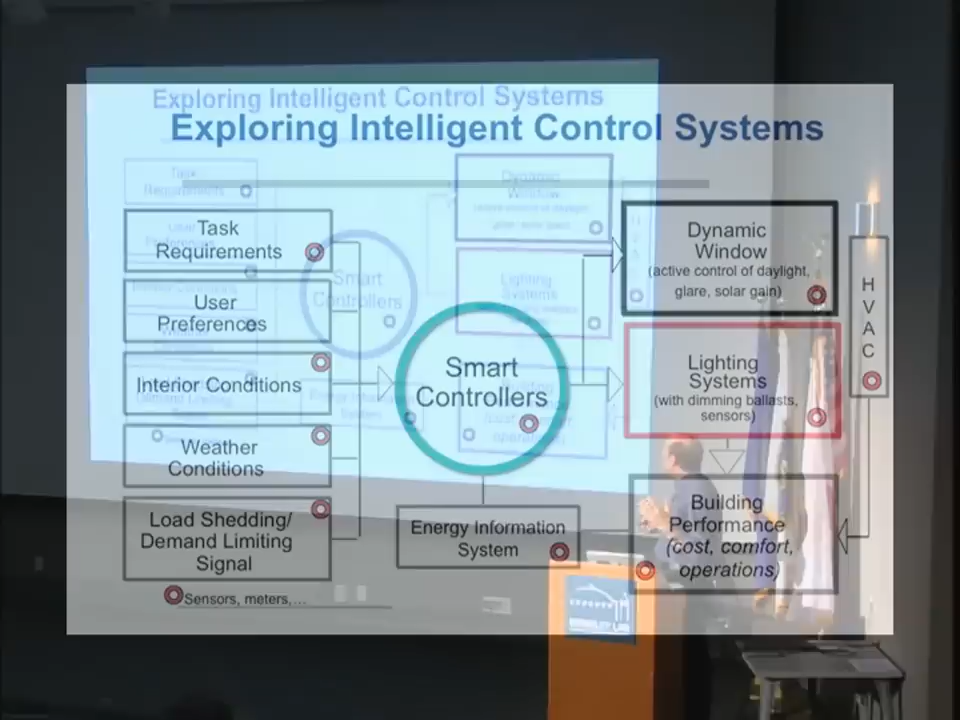 Exploring Intelligent Control Systems
Exploring Intelligent Control Systems
Task
Requirements
User
Preferences
Interior Conditions
Weather
Conditions
Load Shedding/
Demand Limiting
Signal
Sensors, meters,...
Smart
Controllers
Smart
Controllers
Energy Information
System
Dynamic
Window
(active control of daylight,
glare, solar gain)
Lighting
Systems
(with dimming ballasts,
sensors)
Building
Performance
(cost, comfort,
operations)
HVAC